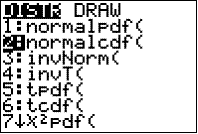 DISTR DRAW
1:normalpdf(
2:normalcdf(
3:invNorm(
4:invT(
5:tpdf(
6:tcdf(
7↓χ²pdf(